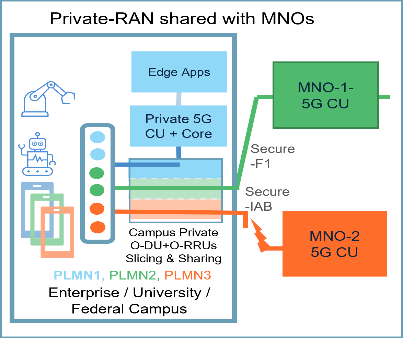 Private-RAN shared with MNOs
Edge Apps
Private 5G
CU + Core
MNO-1-
5G CU
Secure
-F1
Secure
-IAB
MNO-2
5G CU
Campus Private
O-DU+O-RRUs
Slicing & Sharing
PLMN1, PLMN2, PLMN3
Enterprise / University /
Federal Campus